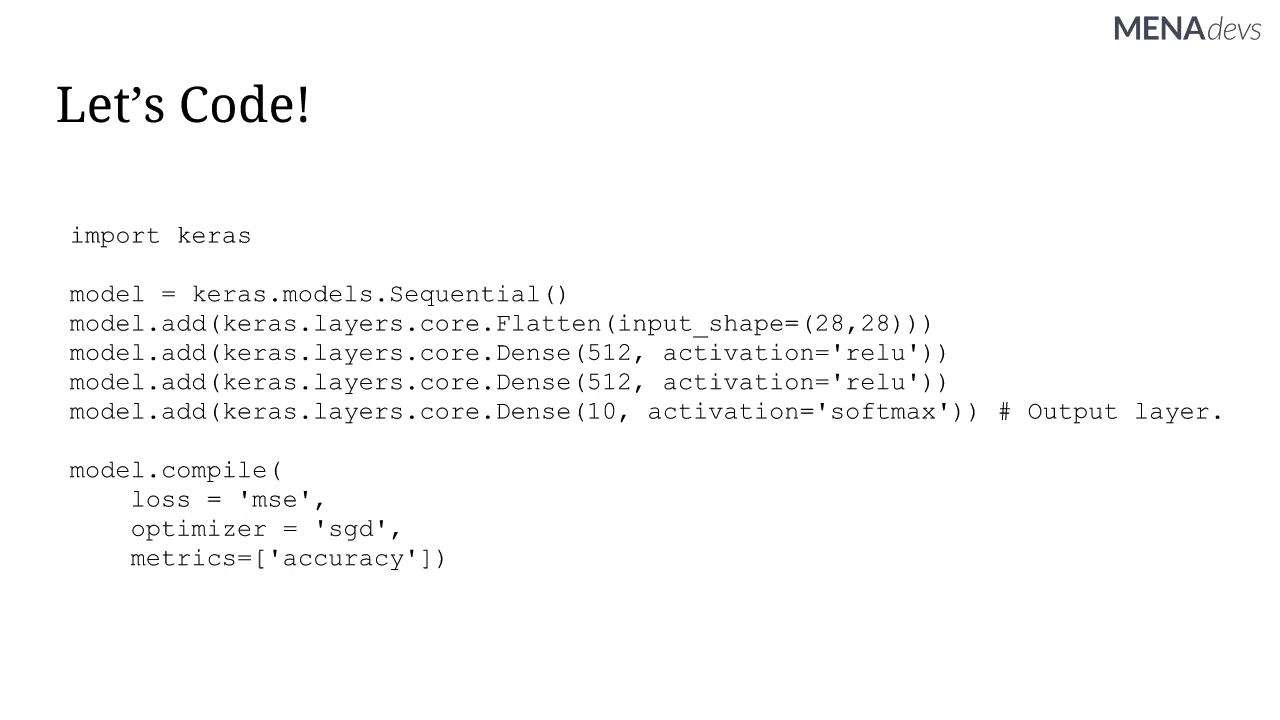 MENAdevs
Let’s Code!
import keras
model = keras.models.Sequential()
model.add(keras.layers.core.Flatten(input_shape=(28,28)))
model.add(keras.layers.core.Dense(512, activation='relu'))
model.add(keras.layers.core.Dense(512, activation='relu'))
model.add(keras.layers.core.Dense(10, activation='softmax')) # Output layer.
model.compile(
    loss = 'mse',
    optimizer = 'sgd',
    metrics=['accuracy'])